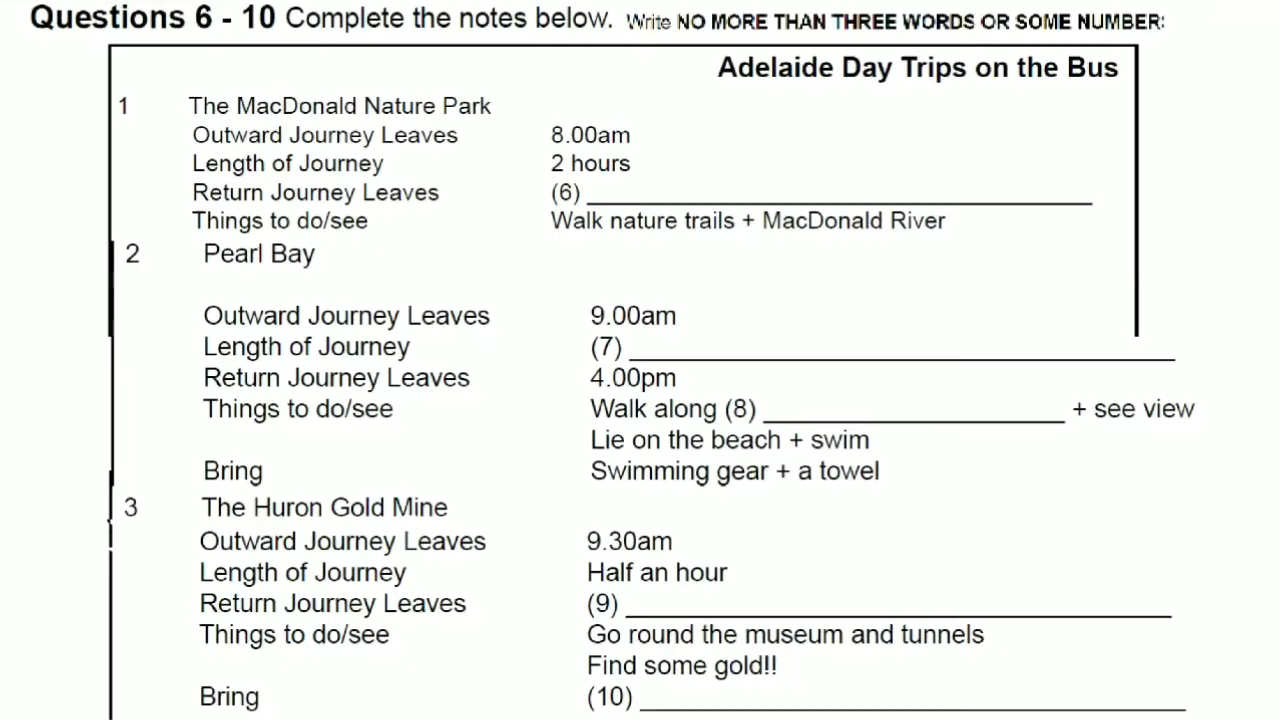 Questions 6 - 10 Complete the notes below. Write NO MORE THAN THREE WORDS OR SOME NUMBER:
Adelaide Day Trips on the Bus
1 The MacDonald Nature Park
Outward Journey Leaves 8.00am
Length of Journey 2 hours
Return Journey Leaves (6) ____________________
Things to do/see Walk nature trails + MacDonald River
2 Pearl Bay
Outward Journey Leaves 9.00am
Length of Journey (7) ____________________
Return Journey Leaves 4.00pm
Things to do/see Walk along (8) ____________________ + see view
Lie on the beach + swim
Bring Swimming gear + a towel
3 The Huron Gold Mine
Outward Journey Leaves 9.30am
Length of Journey Half an hour
Return Journey Leaves (9) ____________________
Things to do/see Go round the museum and tunnels
Find some gold!!
Bring (10) ____________________